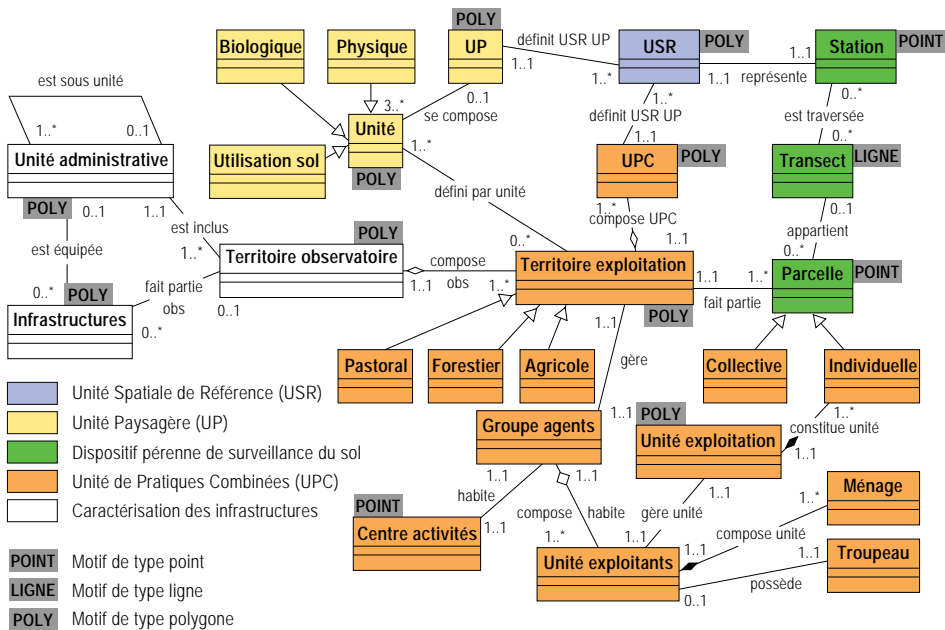 Biologique
Physique
POLY
UP
définit USR UP
1..1
1..*
USR
POLY
1..1
représente
1..1
Station
POINT
est sous unité
1..*
0..1
3..*
0..1
se compose
1..*
définit USR UP
1..1
0..*
est traversée
0..*
Unité administrative
POLY
0..1
1..1
Utilisation sol
Unité
1..*
POLY
UPC
POLY
Transect
LIGNE
0..1
appartient
0..*
est inclus
1..*
défini par unité
0..*
1..*
compose UPC
1..1
est équipée
0..*
POLY
Territoire observatoire
POLY
0..1
1..1
compose
obs
1..*
Territoire exploitation
POLY
1..1
1..1
fait partie
1..*
Parcelle
POINT
Infrastructures
fait partie
obs
0..*
Pastoral
Forestier
Agricole
gère
1..1
Collective
Individuelle
1..*
constitue unité
1..1
Unité Spatiale de Référence (USR)
Unité Paysagère (UP)
Dispositif pérenne de surveillance du sol
Unité de Pratiques Combinées (UPC)
Caractérisation des infrastructures
Groupe agents
1..1
1..1
POLY
Unité exploitation
1..1
habite
1..1
POINT
Centre activités
compose
1..*
habite
1..1
gère unité
Unité exploitants
1..1
compose unité
1..*
Ménage
0..1
possède
1..1
Troupeau
POINT
Motif de type point
LIGNE
Motif de type ligne
POLY
Motif de type polygone